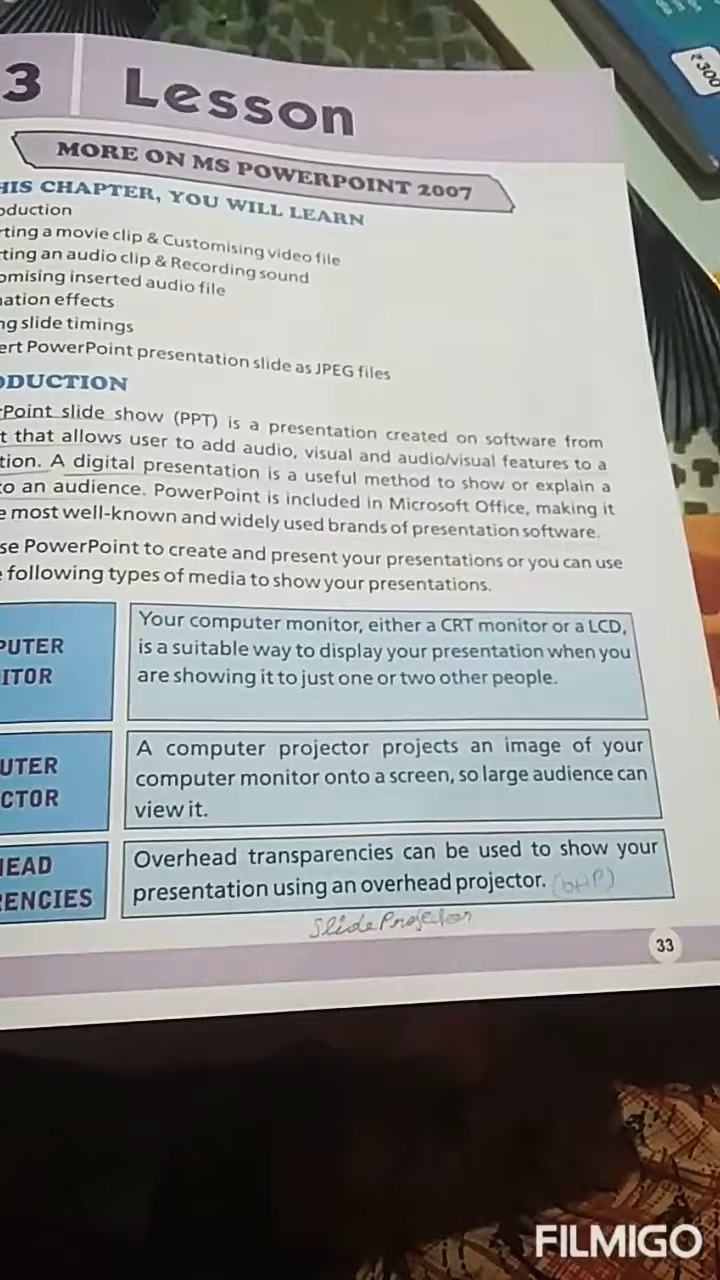 3 Lesson
₹300
MORE ON MS POWERPOINT 2007
HIS CHAPTER, YOU WILL LEARN
oduction
rting a movie clip & Customising video file
ting an audio clip & Recording sound
omising inserted audio file
ation effects
ng slide timings
ert PowerPoint presentation slide as JPEG files
ODUCTION
rPoint slide show (PPT) is a presentation created on software from
t that allows user to add audio, visual and audio/visual features to a
tion. A digital presentation is a useful method to show or explain a
to an audience. PowerPoint is included in Microsoft Office, making it
e most well-known and widely used brands of presentation software.
se PowerPoint to create and present your presentations or you can use
e following types of media to show your presentations.
PUTER
ITOR
Your computer monitor, either a CRT monitor or a LCD,
is a suitable way to display your presentation when you
are showing it to just one or two other people.
UTER
CTOR
A computer projector projects an image of your
computer monitor onto a screen, so large audience can
view it.
HEAD
RENCIES
Overhead transparencies can be used to show your
presentation using an overhead projector. (OHP)
Slide Projector
33
FILMIGO